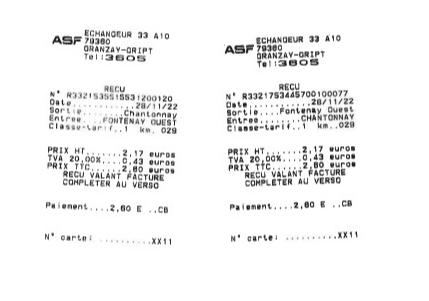 ASF ECHANGEUR 33 A10
79360
GRANZAY-GRIPT
Tel:3605
RECU
N° R3321535515531200120
Date.............28/11/22
Sortie.........Chantonnay
Entree...FONTENAY OUEST
Classe-tarif..1 km..029
PRIX HT.......2,17 euros
TVA 20,00%....0,43 euros
PRIX TTC......2,60 euros
RECU VALANT FACTURE
COMPLETER AU VERSO
Paiement....2,60 E ..CB
N° carte: ..........XX11
ASF ECHANGEUR 33 A10
79360
GRANZAY-GRIPT
Tel:3605
RECU
N° R3321753445700100077
Date.............28/11/22
Sortie....Fontenay Ouest
Entree........CHANTONNAY
Classe-tarif..1 km..029
PRIX HT.......2,17 euros
TVA 20,00%....0,43 euros
PRIX TTC......2,60 euros
RECU VALANT FACTURE
COMPLETER AU VERSO
Paiement....2,60 E ..CB
N° carte: ..........XX11